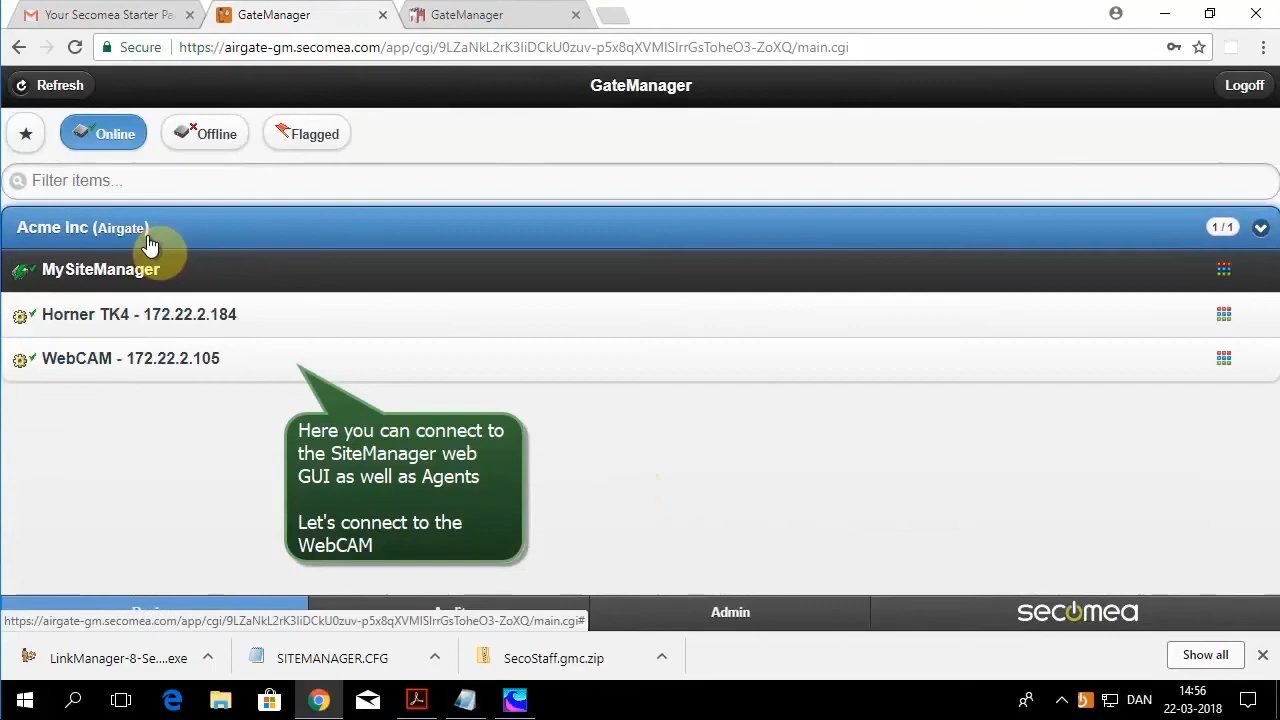 Your Secomea Starter Pa
GateManager
GateManager
Secure
https://airgate-gm.secomea.com/app/cgi/9LZaNkL2rK3IiDCkU0zuv-p5x8qXVMISIrrGsToheO3-ZoXQ/main.cgi
Refresh
GateManager
Logoff
Online
Offline
Flagged
Filter items...
Acme Inc (Airgate)
1 / 1
MySiteManager
Horner TK4 - 172.22.2.184
WebCAM - 172.22.2.105
Here you can connect to
the SiteManager web
GUI as well as Agents
Let's connect to the
WebCAM
Admin
secomea
https://airgate-gm.secomea.com/app/cgi/9LZaNkL2rK3IiDCkU0zuv-p5x8qXVMISIrrGsToheO3-ZoXQ/main.cgi#
LinkManager-8-Se....exe
SITEMANAGER.CFG
SecoStaff.gmc.zip
Show all
DAN
14:56
22-03-2018